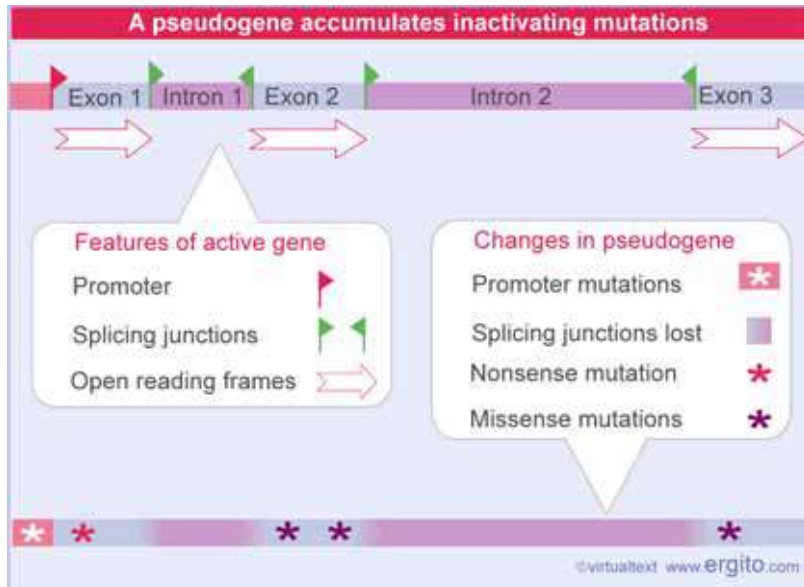 A pseudogene accumulates inactivating mutations
Exon 1 Intron 1 Exon 2 Intron 2 Exon 3
Features of active gene
Promoter
Splicing junctions
Open reading frames
Changes in pseudogene
Promoter mutations
Splicing junctions lost
Nonsense mutation
Missense mutations
©virtualtext www.ergito.com